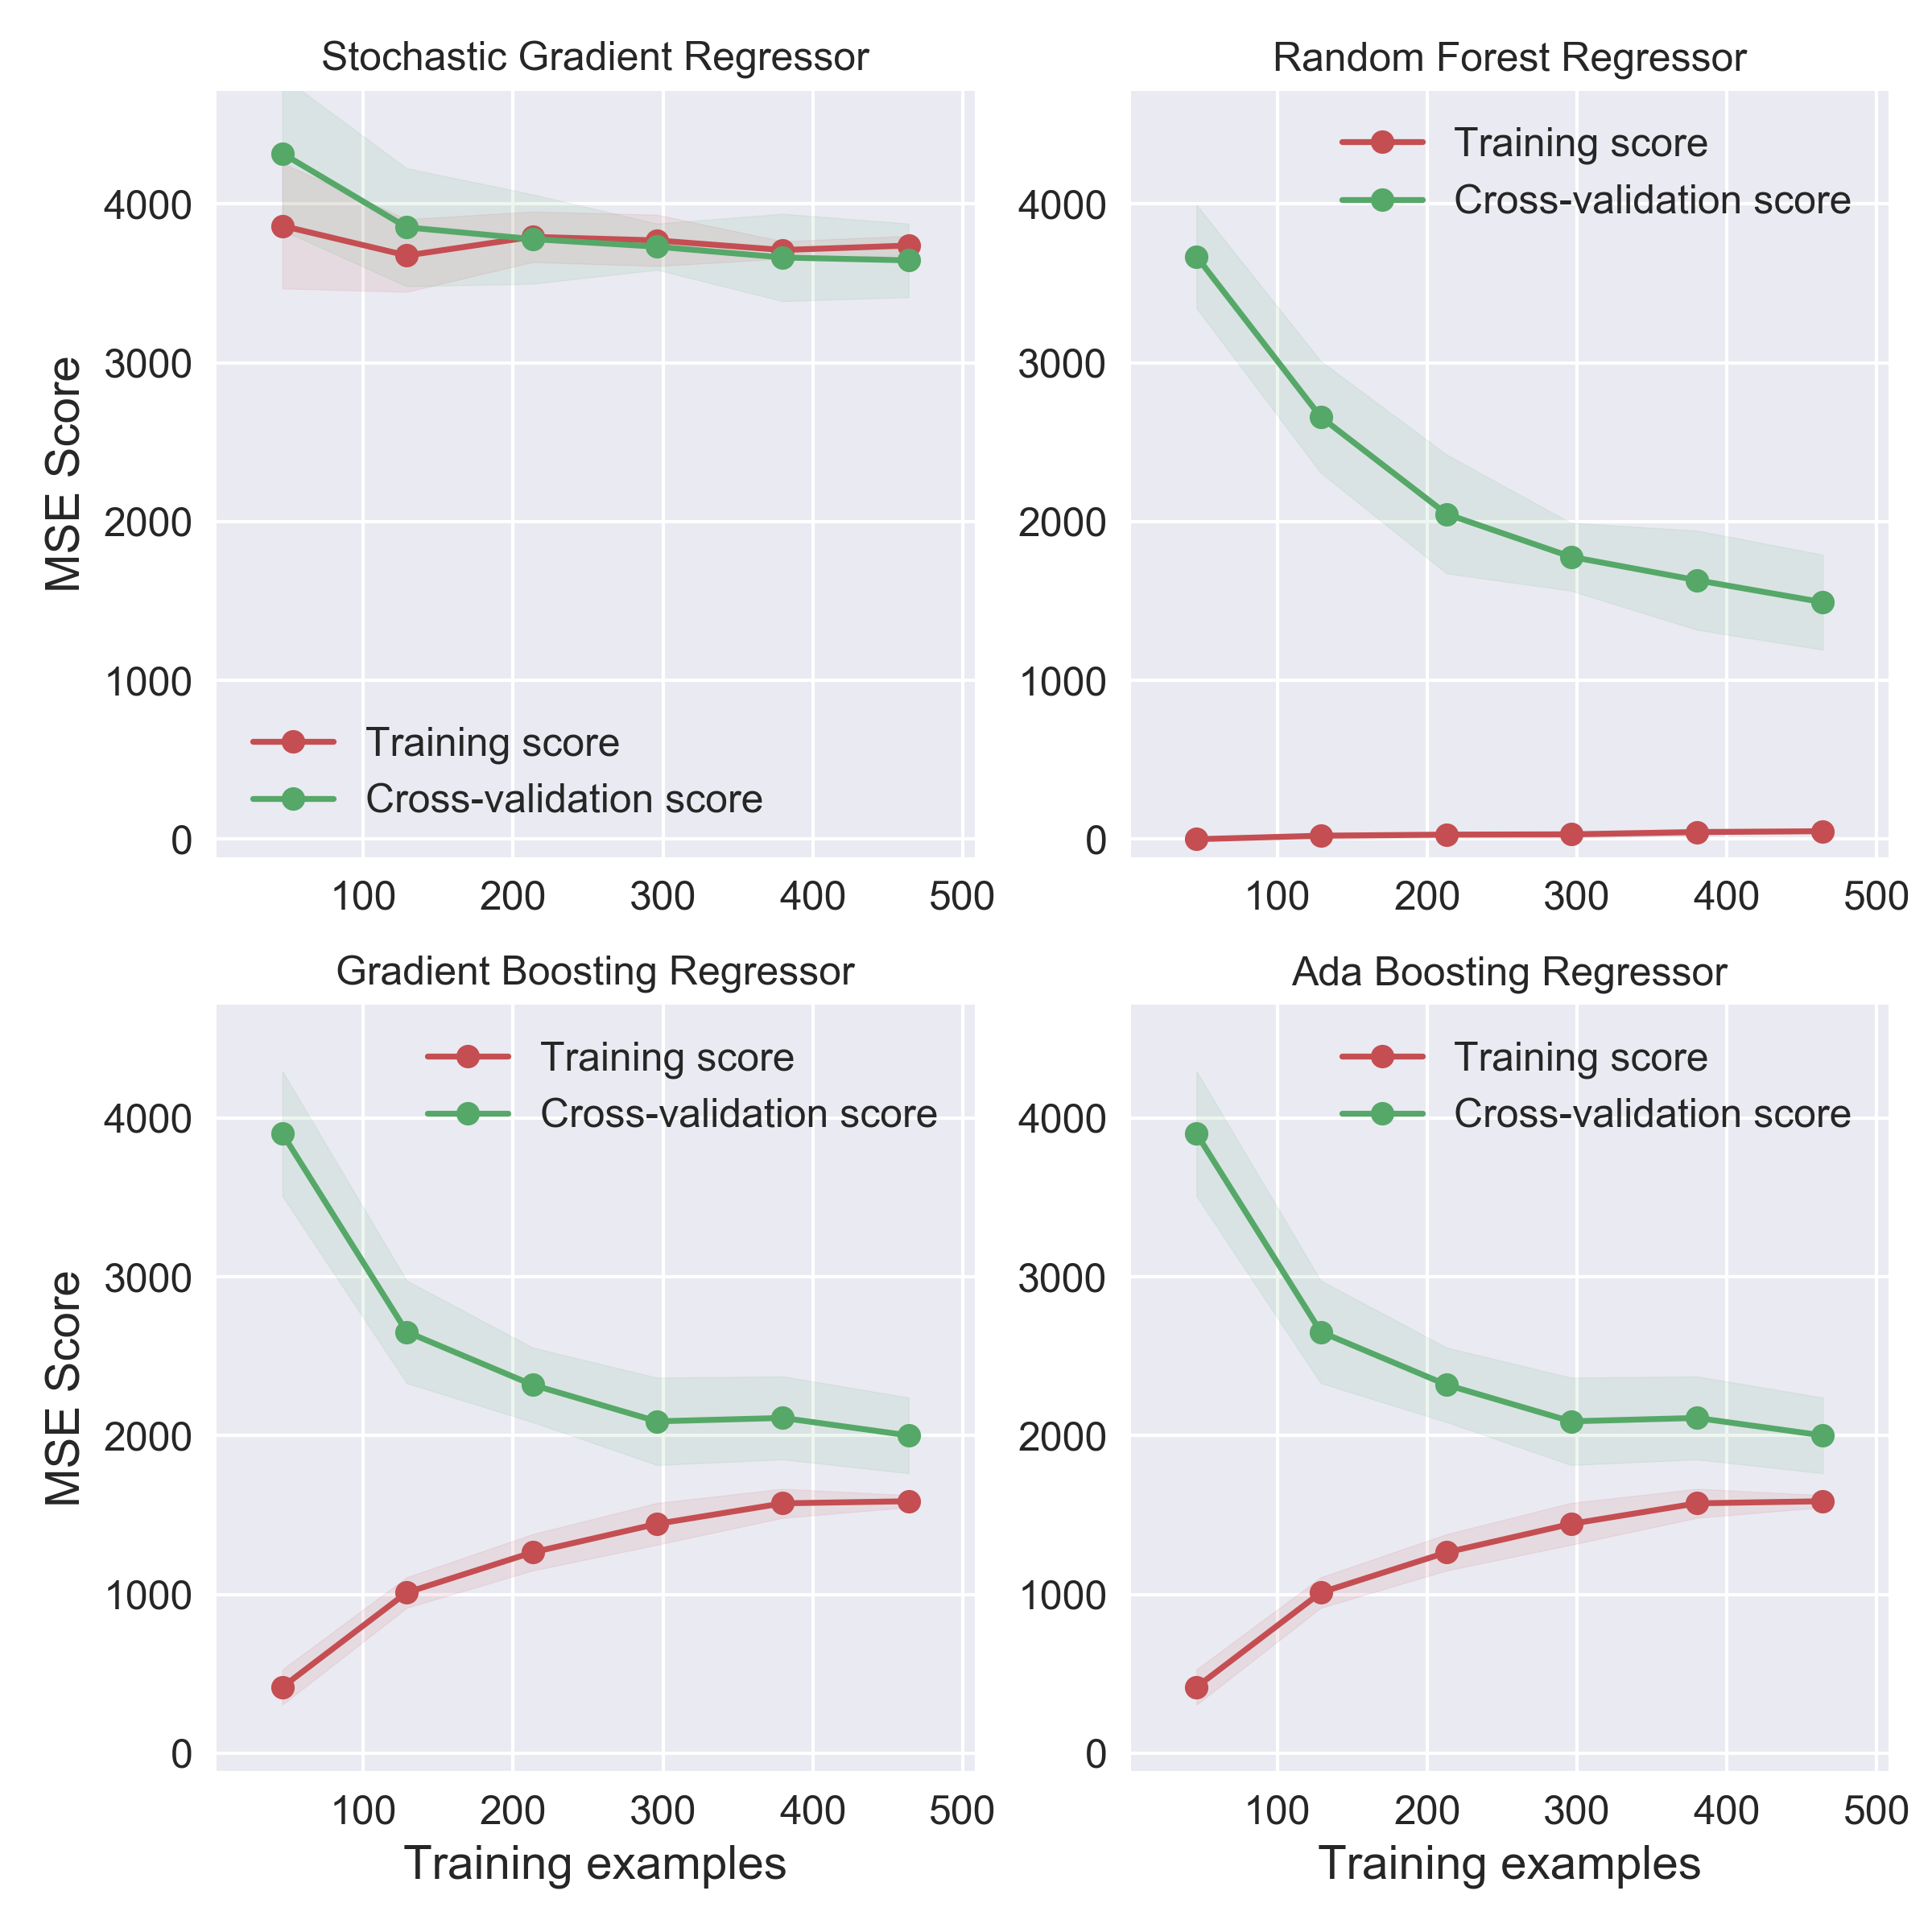 Stochastic Gradient Regressor
MSE Score
4000
3000
2000
1000
0
Training score
Cross-validation score
100 200 300 400 500
Random Forest Regressor
Training score
Cross-validation score
4000
3000
2000
1000
0
100 200 300 400 500
Gradient Boosting Regressor
MSE Score
Training score
Cross-validation score
4000
3000
2000
1000
0
100 200 300 400 500
Training examples
Ada Boosting Regressor
Training score
Cross-validation score
4000
3000
2000
1000
0
100 200 300 400 500
Training examples